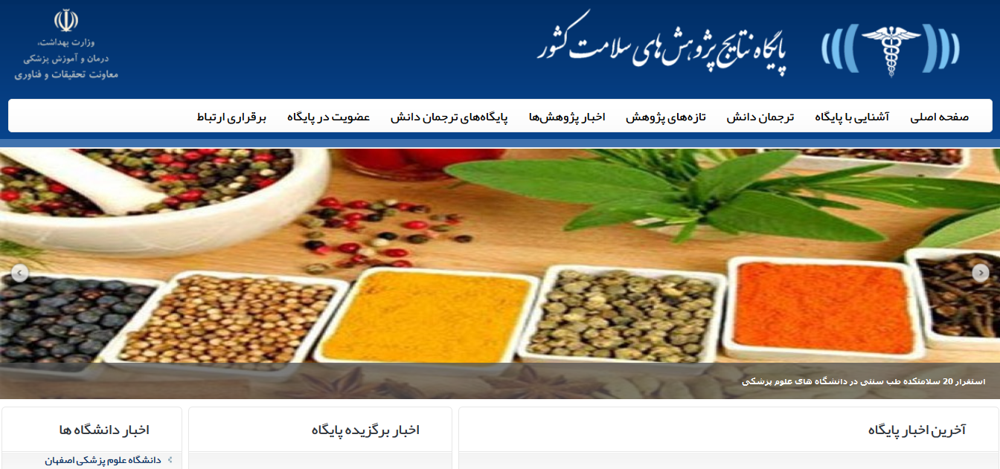 پایگاه نتایج پژوهش‌های سلامت کشور
وزارت بهداشت،
درمان و آموزش پزشکی
معاونت تحقیقات و فناوری
صفحه اصلی آشنایی با پایگاه ترجمان دانش تازه‌های پژوهش اخبار پژوهش‌ها پایگاه‌های ترجمان دانش عضویت در پایگاه برقراری ارتباط
استقرار 20 سلامتکده طب سنتی در دانشگاه های علوم پزشکی
آخرین اخبار پایگاه
اخبار برگزیده پایگاه
اخبار دانشگاه ها
دانشگاه علوم پزشکی اصفهان